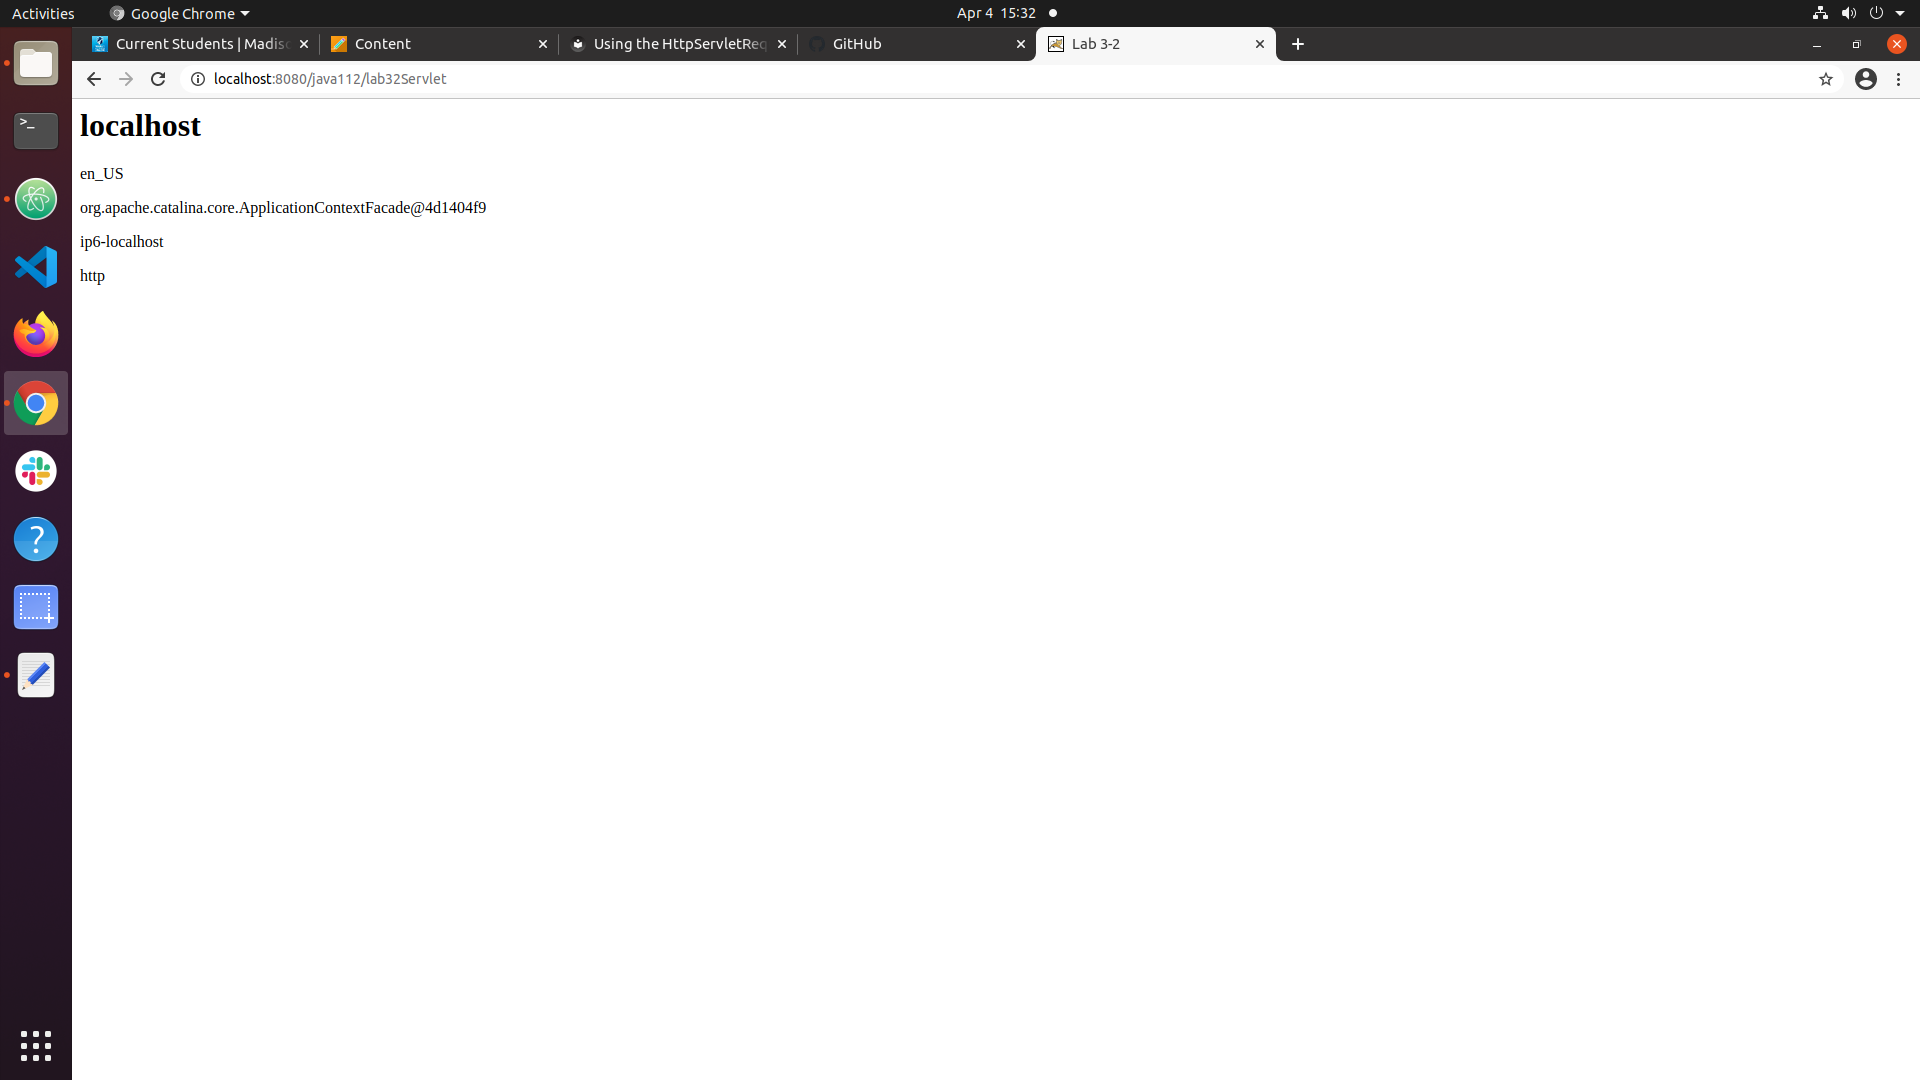 Activities
Google Chrome
Apr 4 15:32
Current Students | Madis
Content
Using the HttpServletReq
GitHub
Lab 3-2
localhost:8080/java112/lab32Servlet
localhost
en_US
org.apache.catalina.core.ApplicationContextFacade@4d1404f9
ip6-localhost
http